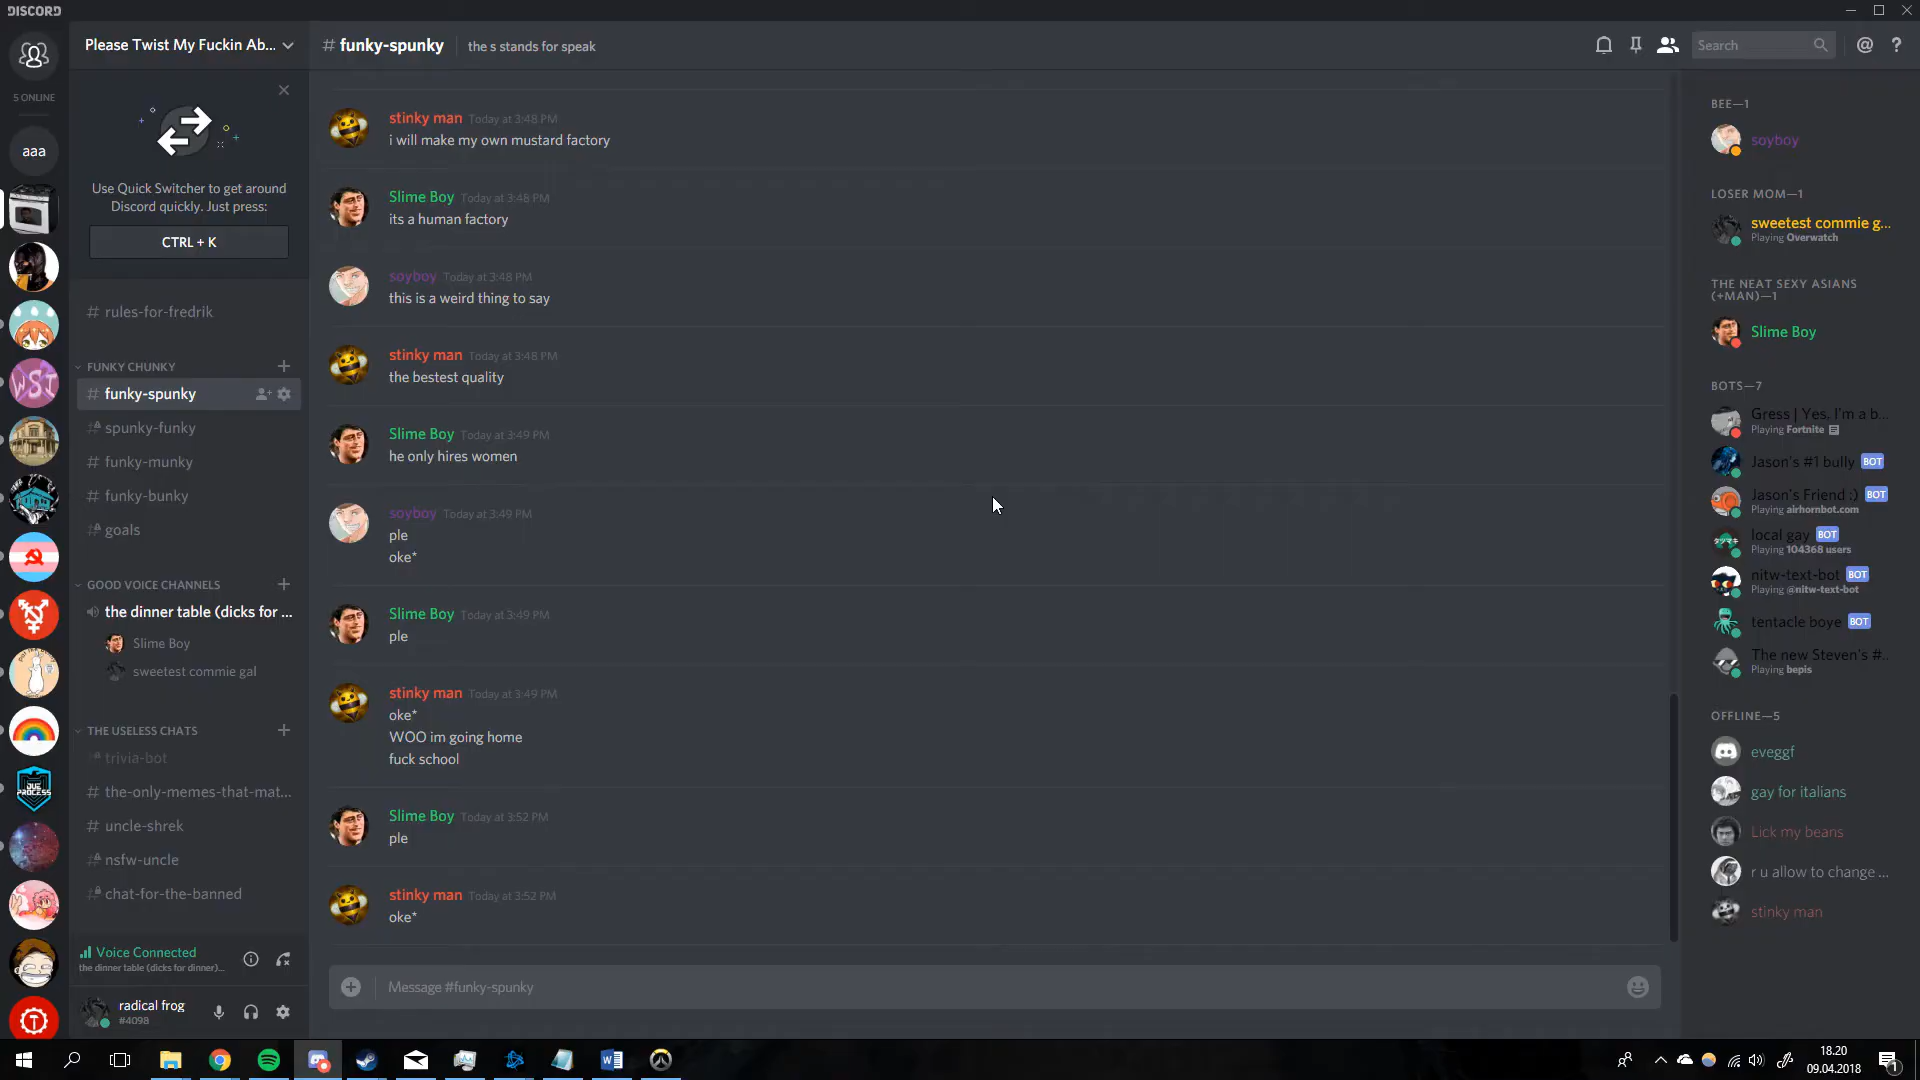 DISCORD
5 ONLINE
aaa
WSI
DUE PROCESS
Please Twist My Fuckin Ab...
Use Quick Switcher to get around
Discord quickly. Just press:
CTRL + K
# rules-for-fredrik
FUNKY CHUNKY
# funky-spunky
# spunky-funky
# funky-munky
# funky-bunky
# goals
GOOD VOICE CHANNELS
the dinner table (dicks for ...
Slime Boy
sweetest commie gal
THE USELESS CHATS
# trivia-bot
# the-only-memes-that-mat...
# uncle-shrek
# nsfw-uncle
# chat-for-the-banned
Voice Connected
the dinner table (dicks for dinner)...
radical frog
#4098
# funky-spunky
the s stands for speak
Search
stinky man Today at 3:48 PM
i will make my own mustard factory
Slime Boy Today at 3:48 PM
its a human factory
soyboy Today at 3:48 PM
this is a weird thing to say
stinky man Today at 3:48 PM
the bestest quality
Slime Boy Today at 3:49 PM
he only hires women
soyboy Today at 3:49 PM
ple
oke*
Slime Boy Today at 3:49 PM
ple
stinky man Today at 3:49 PM
oke*
WOO im going home
fuck school
Slime Boy Today at 3:52 PM
ple
stinky man Today at 3:52 PM
oke*
Message #funky-spunky
BEE—1
soyboy
LOSER MOM—1
sweetest commie g...
Playing Overwatch
THE NEAT SEXY ASIANS
(+MAN)—1
Slime Boy
BOTS—7
Gress | Yes, I'm a b...
Playing Fortnite
Jason's #1 bully BOT
Jason's Friend :) BOT
Playing airhornbot.com
local gay BOT
Playing 104368 users
nitw-text-bot BOT
Playing @nitw-text-bot
tentacle boye BOT
The new Steven's #..
Playing bepis
OFFLINE—5
eveggf
gay for italians
Lick my beans
r u allow to change ...
stinky man
18.20
09.04.2018
1